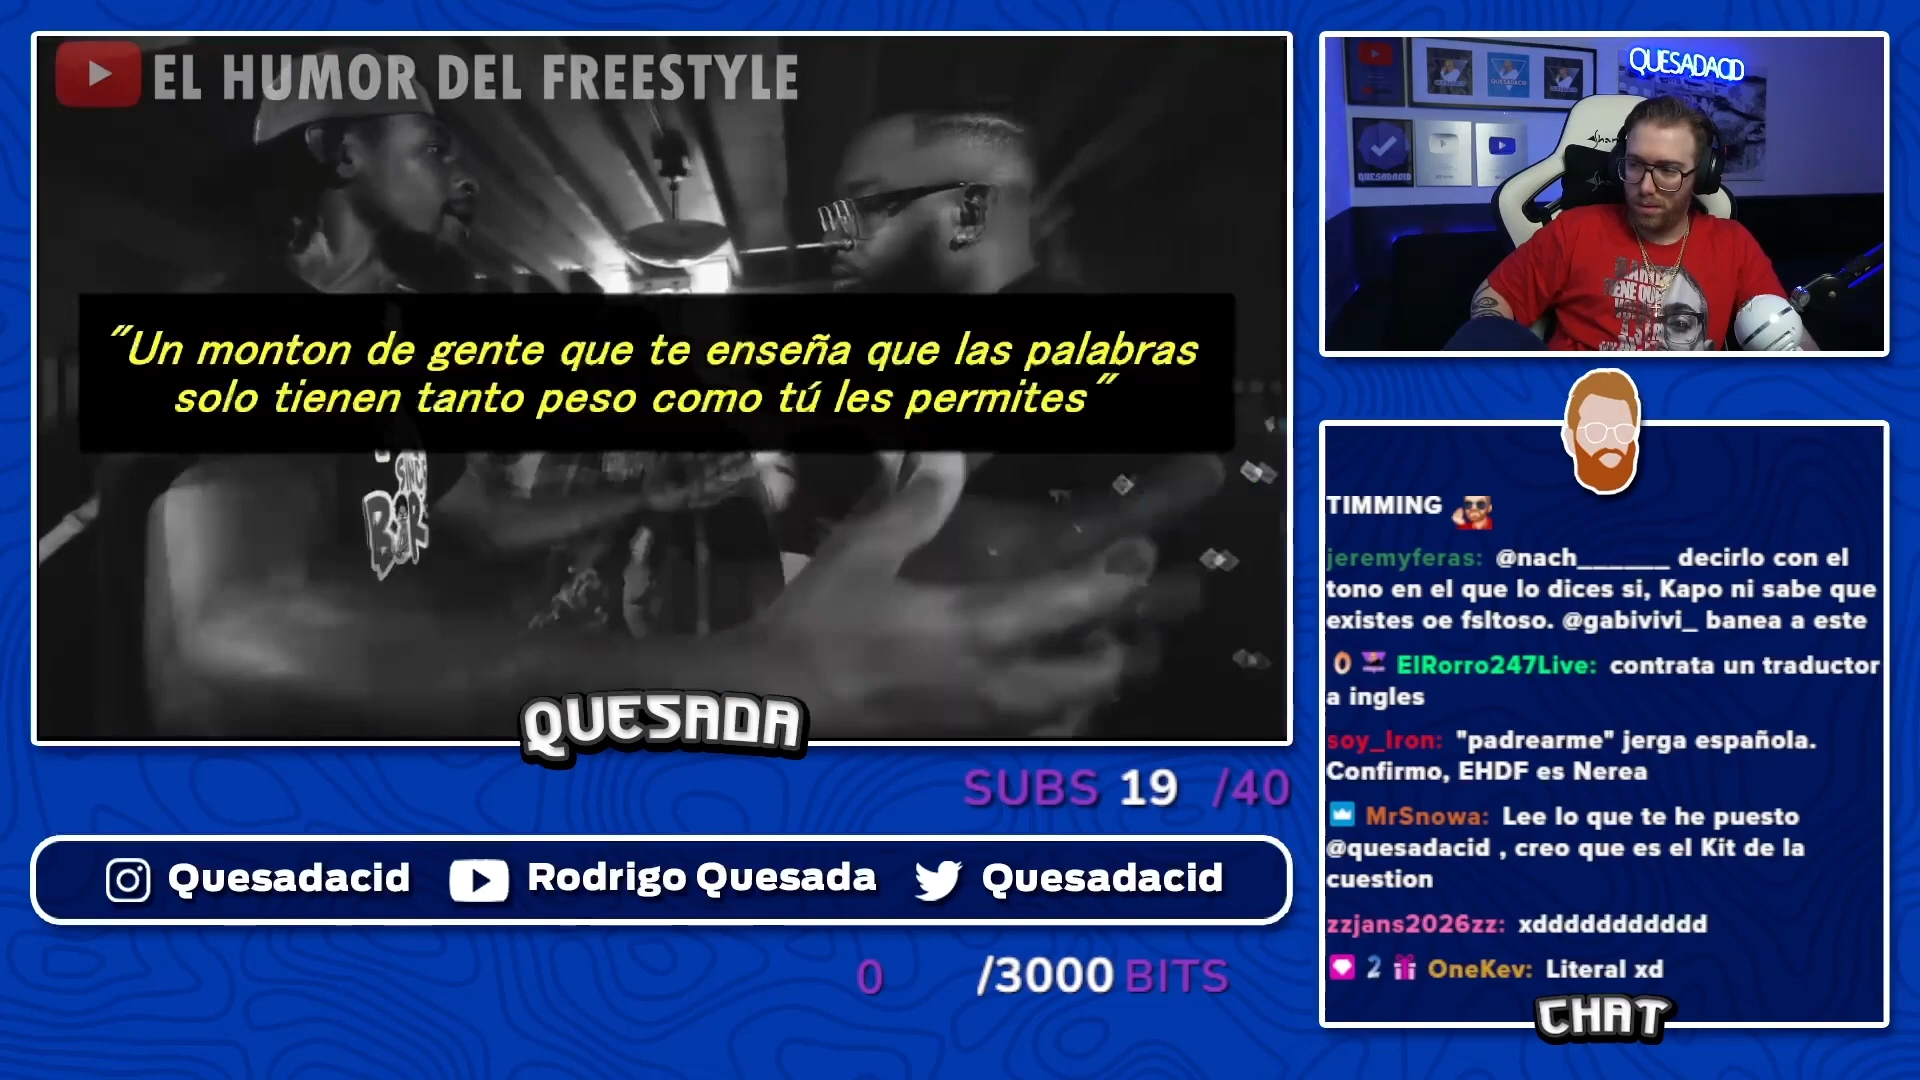 EL HUMOR DEL FREESTYLE
"Un monton de gente que te enseña que las palabras
solo tienen tanto peso como tú les permites"
QUESADA
SUBS 19 /40
Quesadacid Rodrigo Quesada Quesadacid
0 /3000 BITS
QUESADACID
QUESADACID
TIMMING
jeremyferas: @nach______ decirlo con el
tono en el que lo dices si, Kapo ni sabe que
existes oe fsltoso. @gabivivi_ banea a este
ElRorro247Live: contrata un traductor
a ingles
soy_Iron: "padrearme" jerga española.
Confirmo, EHDF es Nerea
MrSnowa: Lee lo que te he puesto
@quesadacid , creo que es el Kit de la
cuestion
zzjans2026zz: xddddddddddd
2 OneKev: Literal xd
CHAT